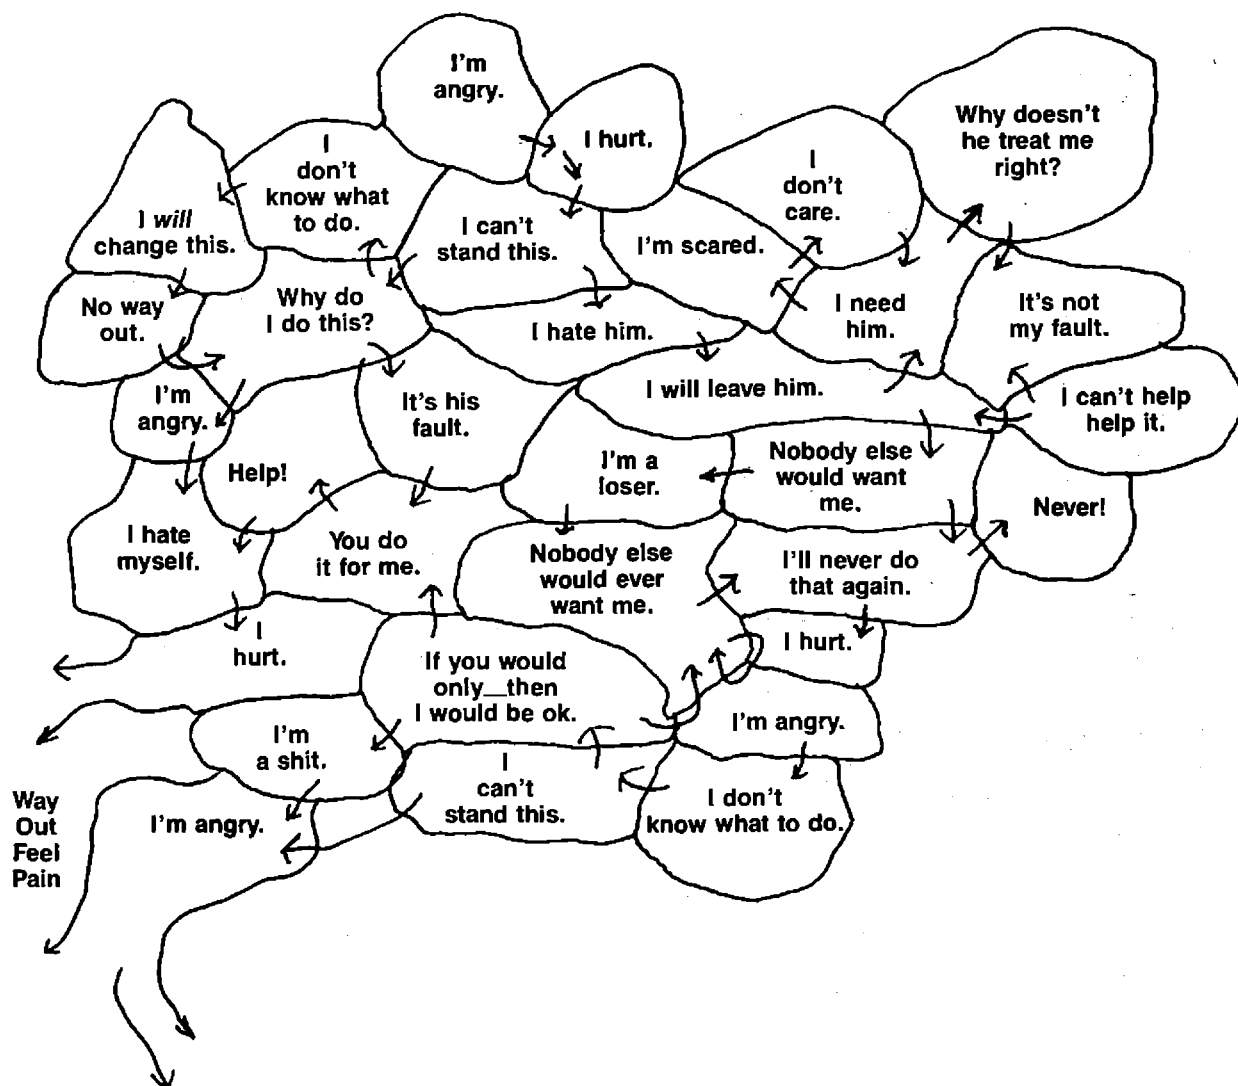 I'm
angry.
I hurt.
Why doesn't
he treat me
right?
I
don't
know what
to do.
I
don't
care.
I will
change this.
I can't
stand this.
I'm scared.
No way
out.
Why do
I do this?
I hate him.
I need
him.
It's not
my fault.
I'm
angry.
It's his
fault.
I will leave him.
I can't help
help it.
Help!
I'm a
loser.
Nobody else
would want
me.
Never!
I hate
myself.
You do
it for me.
Nobody else
would ever
want me.
I'll never do
that again.
I
hurt.
If you would
only__then
I would be ok.
I hurt.
I'm
a shit.
I'm angry.
Way
Out
Feel
Pain
I'm angry.
I
can't
stand this.
I don't
know what to do.